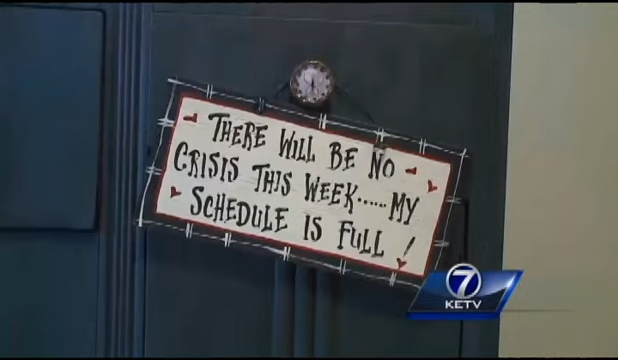 THERE WILL BE NO
CRISIS THIS WEEK.....MY
SCHEDULE IS FULL!
7
KETV